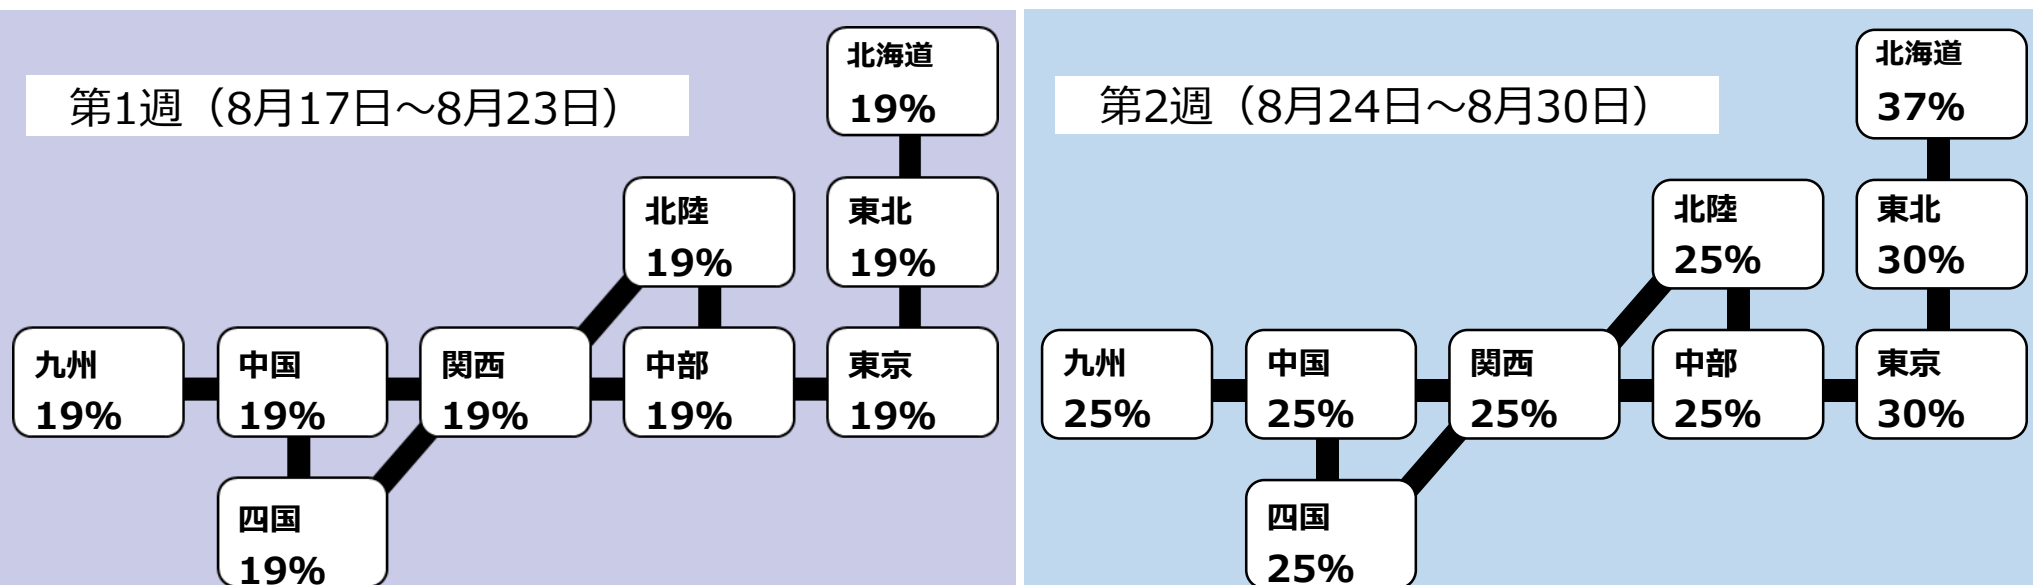 第1週（8月17日～8月23日）
北海道
19%
北陸
19%
東北
19%
九州
19%
中国
19%
関西
19%
中部
19%
東京
19%
四国
19%
第2週（8月24日～8月30日）
北海道
37%
北陸
25%
東北
30%
九州
25%
中国
25%
関西
25%
中部
25%
東京
30%
四国
25%